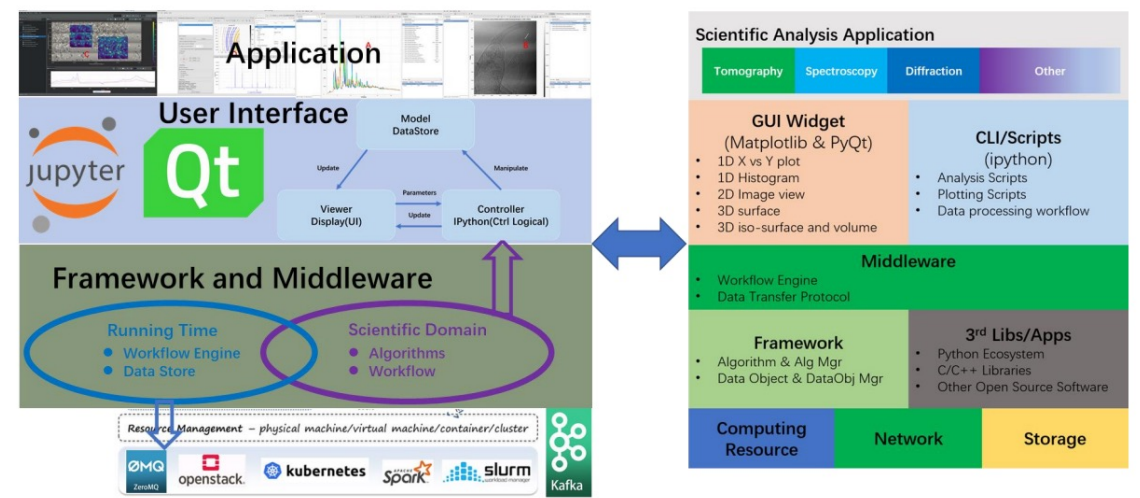 Application
User Interface
jupyter
Qt
Model
DataStore
Update
Manipulate
Viewer
Display(UI)
Parameters
Update
Controller
IPython(Ctrl Logical)
Framework and Middleware
Running Time
● Workflow Engine
● Data Store
Scientific Domain
● Algorithms
● Workflow
Resource Management – physical machine/virtual machine/container/cluster
ØMQ
ZeroMQ
openstack.
kubernetes
APACHE
Spark
slurm
workload manager
Kafka
Scientific Analysis Application
Tomography
Spectroscopy
Diffraction
Other
GUI Widget
(Matplotlib & PyQt)
• 1D X vs Y plot
• 1D Histogram
• 2D Image view
• 3D surface
• 3D iso-surface and volume
CLI/Scripts
(ipython)
• Analysis Scripts
• Plotting Scripts
• Data processing workflow
Middleware
• Workflow Engine
• Data Transfer Protocol
Framework
• Algorithm & Alg Mgr
• Data Object & DataObj Mgr
3rd Libs/Apps
• Python Ecosystem
• C/C++ Libraries
• Other Open Source Software
Computing
Resource
Network
Storage